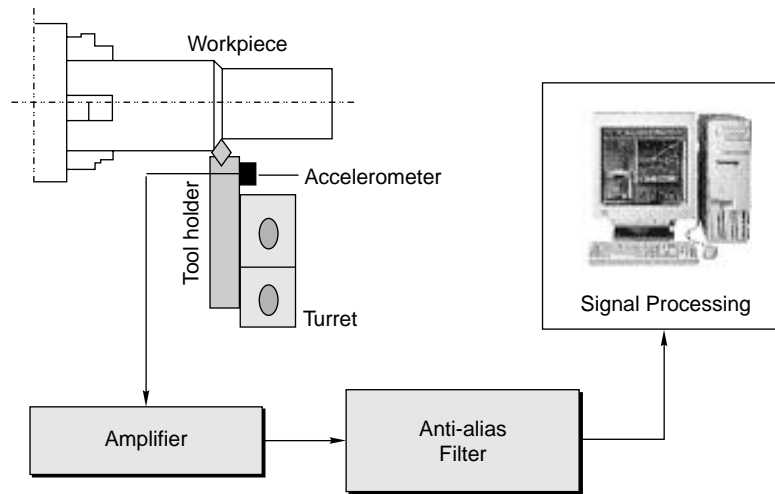 Workpiece
Accelerometer
Tool holder
Turret
Signal Processing
Amplifier
Anti-alias
Filter